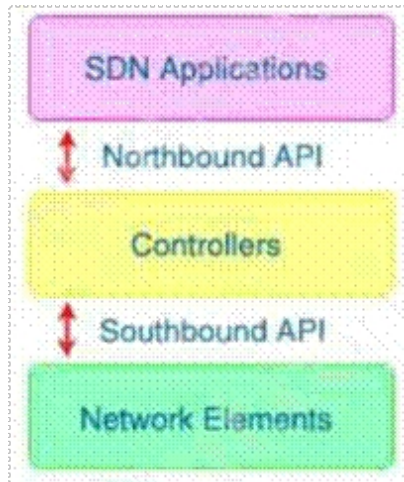 SDN Applications
Northbound API
Controllers
Southbound API
Network Elements